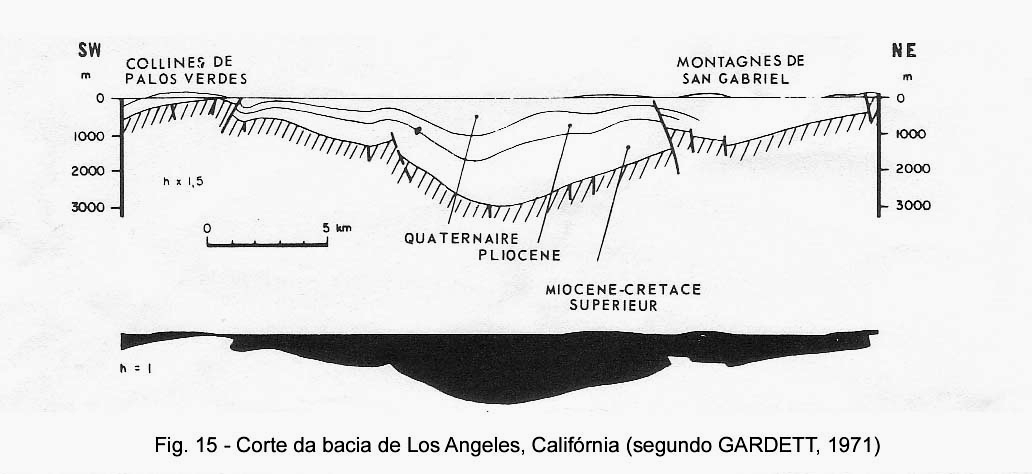 SW
m
COLLINES DE
PALOS VERDES
MONTAGNES DE
SAN GABRIEL
NE
m
0
1000
2000
3000
0
1000
2000
3000
h x 1,5
0 5 km
QUATERNAIRE
PLIOCENE
MIOCENE-CRETACE
SUPERIEUR
h = 1
Fig. 15 - Corte da bacia de Los Angeles, Califórnia (segundo GARDETT, 1971)